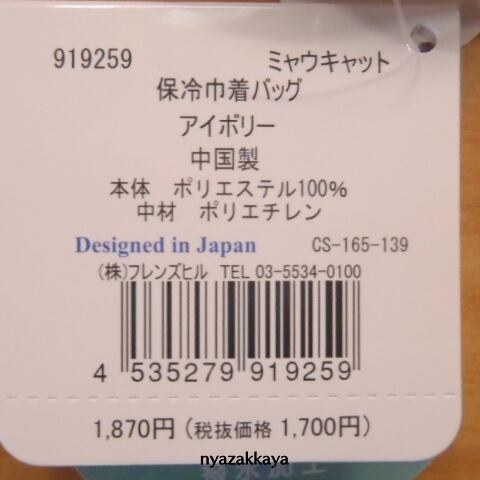 919259 ミャウキャット
保冷巾着バッグ
アイボリー
中国製
本体 ポリエステル100%
中材 ポリエチレン
Designed in Japan CS-165-139
(株)フレンズヒル TEL 03-5534-0100
4 535279 919259
1,870円 (税抜価格 1,700円)
nyazakkaya